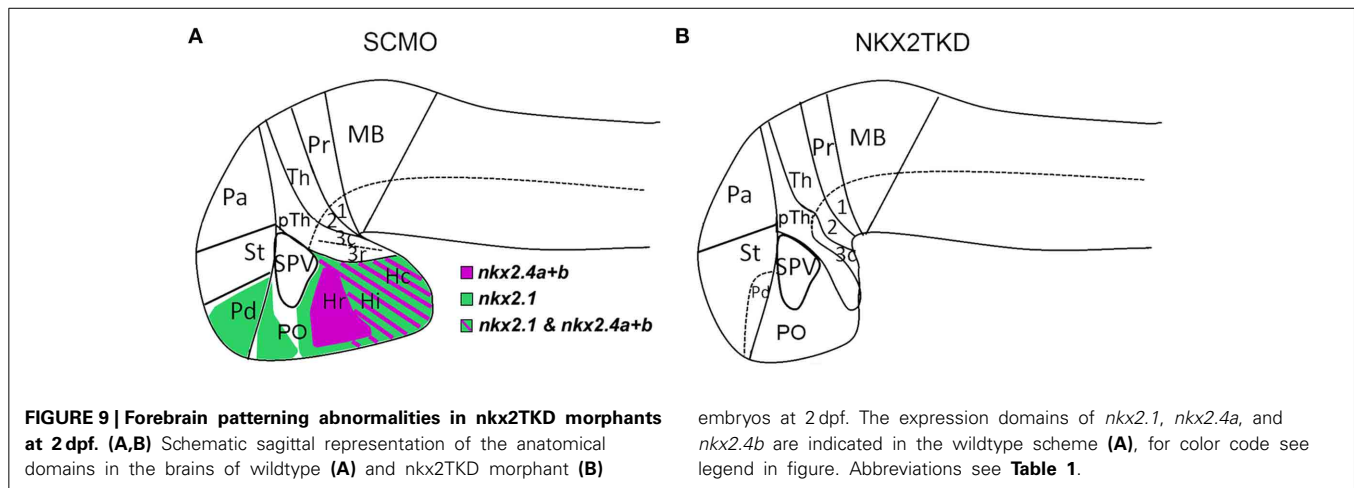 A
SCMO
B
NKX2TKD
MB
Pr
Th
Pa
pTh
1
2
3c
3r
St
SPV
Hc
Hr
Hi
Pd
PO
nkx2.4a+b
nkx2.1
nkx2.1 & nkx2.4a+b
MB
Pr
Th
Pa
pTh
1
2
3c
St
SPV
Pd
PO
FIGURE 9 | Forebrain patterning abnormalities in nkx2TKD morphants
at 2 dpf. (A,B) Schematic sagittal representation of the anatomical
domains in the brains of wildtype (A) and nkx2TKD morphant (B)
embryos at 2 dpf. The expression domains of nkx2.1, nkx2.4a, and
nkx2.4b are indicated in the wildtype scheme (A), for color code see
legend in figure. Abbreviations see Table 1.